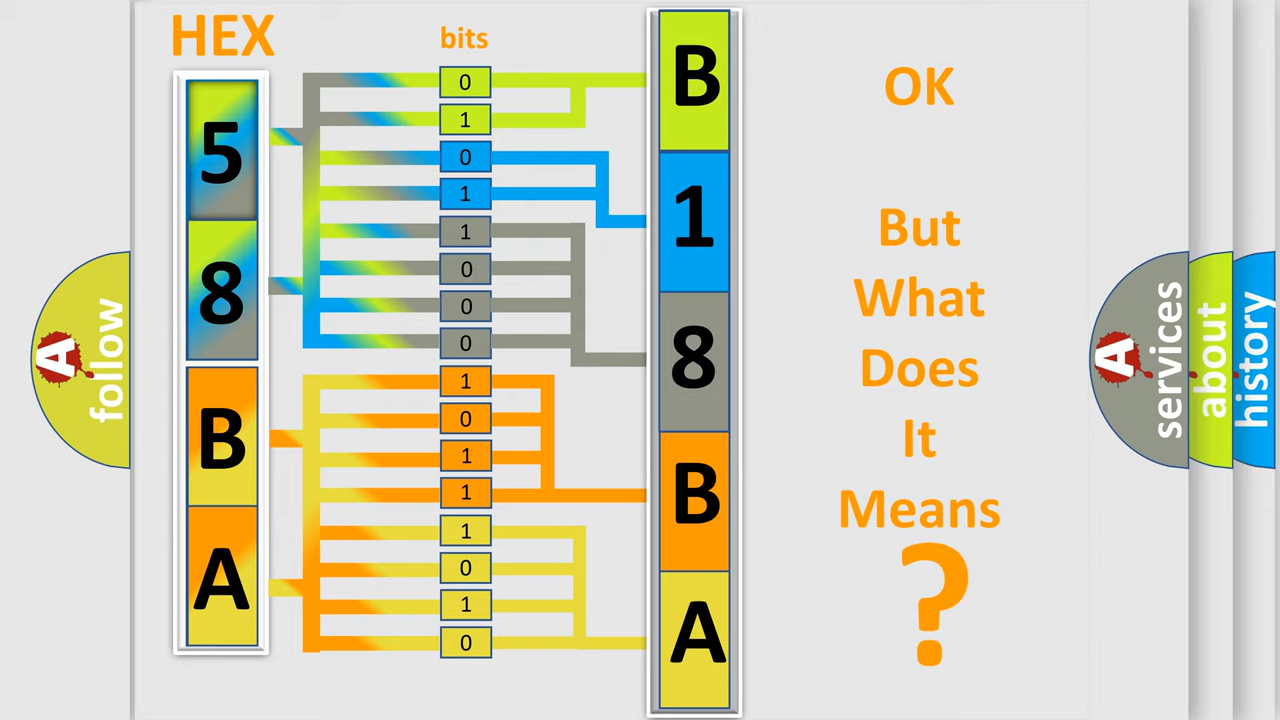 HEX
bits
5
8
B
A
0
1
0
1
1
0
0
0
1
0
1
1
1
0
1
0
B
1
8
B
A
OK
But
What
Does
It
Means
?
A
follow
A
services
about
history